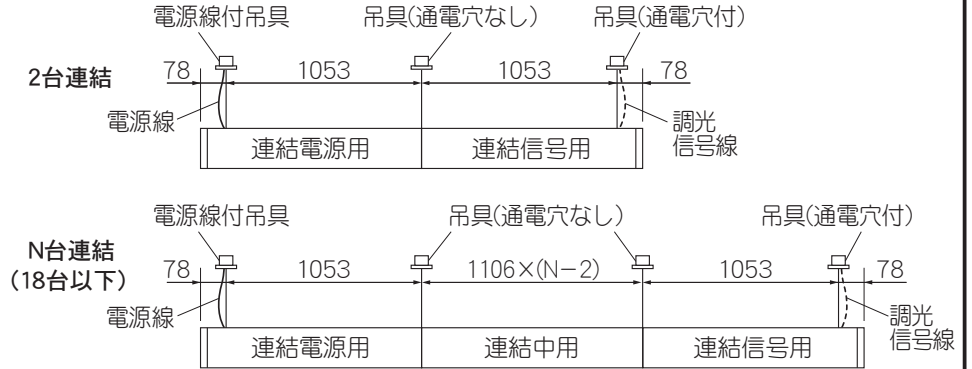 電源線付吊具
吊具(通電穴なし)
吊具(通電穴付)
2台連結
78
1053
1053
78
電源線
調光
信号線
連結電源用
連結信号用
電源線付吊具
吊具(通電穴なし)
吊具(通電穴付)
N台連結
(18台以下)
78
1053
1106×(N−2)
1053
78
電源線
調光
信号線
連結電源用
連結中用
連結信号用